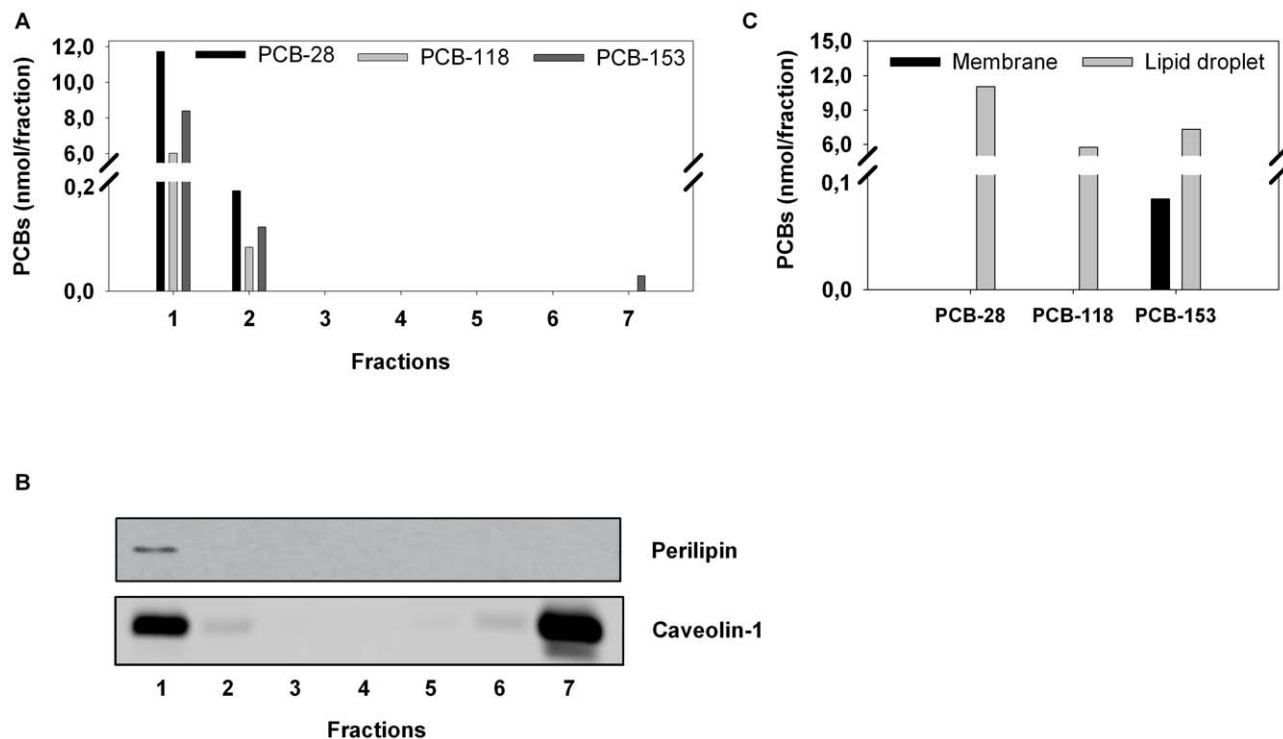 A
PCBs (nmol/fraction)
12,0
10,0
8,0
6,0
0,2
0,0
PCB-28 PCB-118 PCB-153
1 2 3 4 5 6 7
Fractions
C
PCBs (nmol/fraction)
15,0
12,0
9,0
6,0
0,1
0,0
Membrane Lipid droplet
PCB-28 PCB-118 PCB-153
B
Perilipin
Caveolin-1
1 2 3 4 5 6 7
Fractions